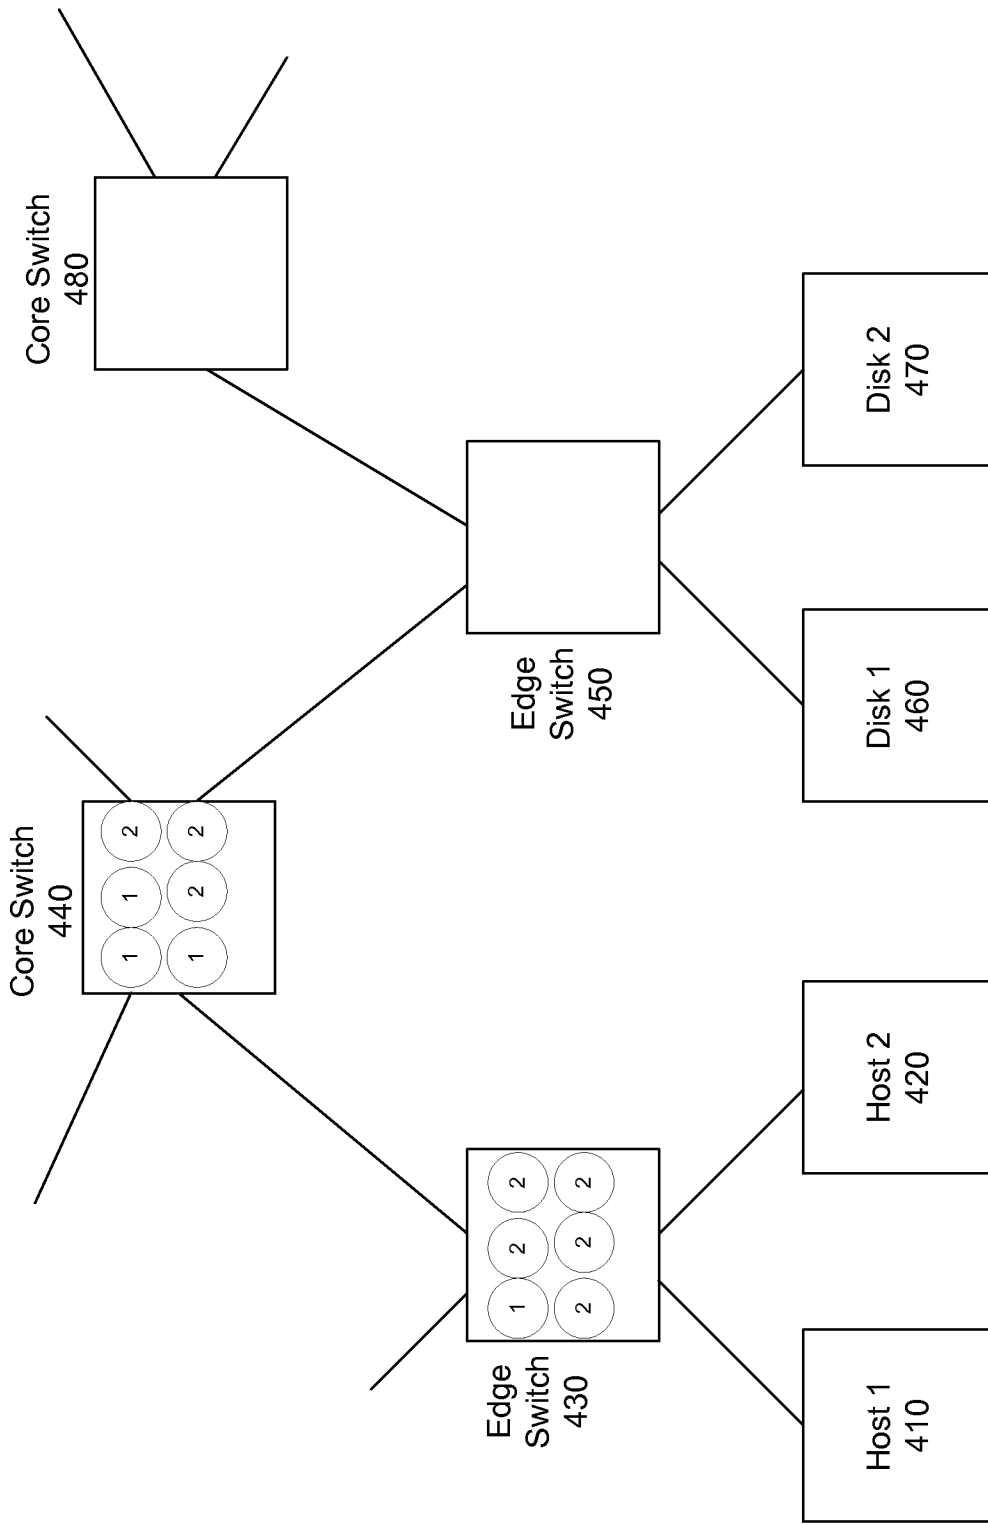 Core Switch
440
Core Switch
480
1 1 2
1 2 2
Edge
Switch
430
1 2 2
2 2 2
Edge
Switch
450
Host 1
410
Host 2
420
Disk 1
460
Disk 2
470